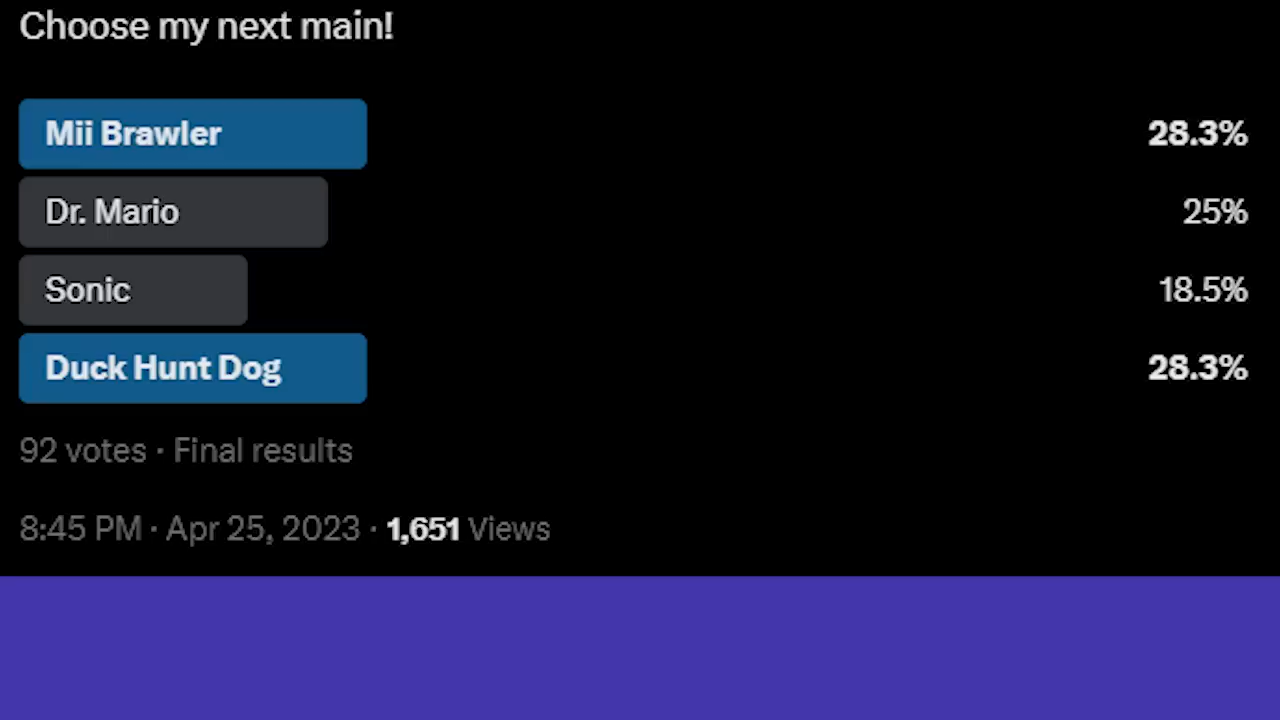 Choose my next main!
Mii Brawler 28.3%
Dr. Mario 25%
Sonic 18.5%
Duck Hunt Dog 28.3%
92 votes · Final results
8:45 PM · Apr 25, 2023 · 1,651 Views